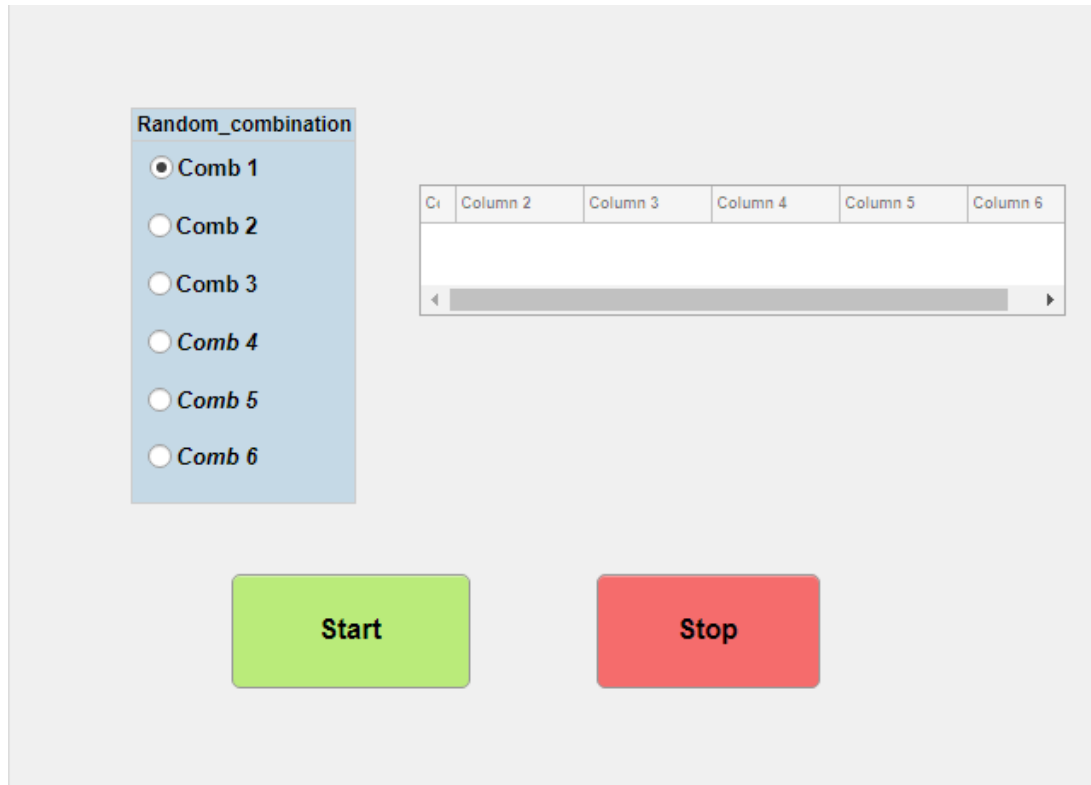 Random_combination
Comb 1
Comb 2
Comb 3
Comb 4
Comb 5
Comb 6
Column 2 Column 3 Column 4 Column 5 Column 6
Start
Stop